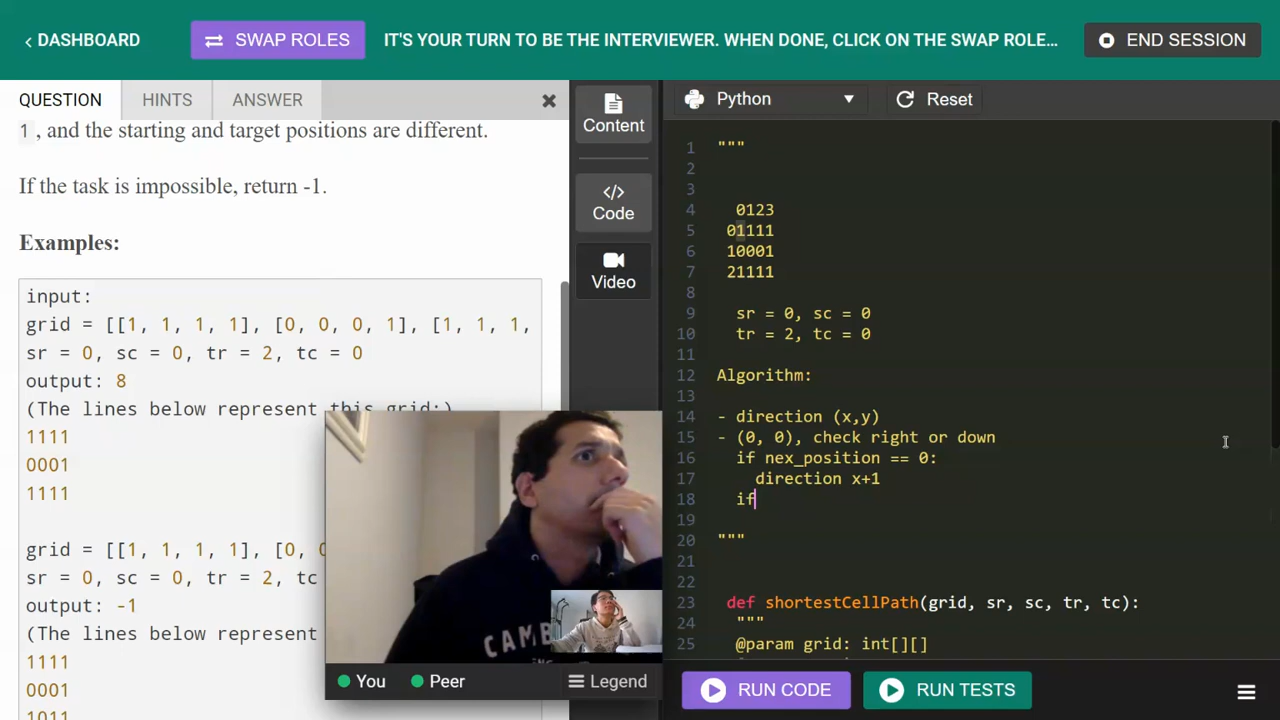 DASHBOARD
SWAP ROLES
IT'S YOUR TURN TO BE THE INTERVIEWER. WHEN DONE, CLICK ON THE SWAP ROLE...
END SESSION
QUESTION
HINTS
ANSWER
1 , and the starting and target positions are different.
If the task is impossible, return -1.
Examples:
input:
grid = [[1, 1, 1, 1], [0, 0, 0, 1], [1, 1, 1,
sr = 0, sc = 0, tr = 2, tc = 0
output: 8
(The lines below represent this grid:)
1111
0001
1111
grid = [[1, 1, 1, 1], [0, 0
sr = 0, sc = 0, tr = 2, tc
output: -1
(The lines below represent
1111
0001
1011
Content
Code
Video
CAMB
You
Peer
Legend
Python
Reset
1 """
2
3
4 0123
5 01111
6 10001
7 21111
8
9 sr = 0, sc = 0
10 tr = 2, tc = 0
11
12 Algorithm:
13
14 - direction (x,y)
15 - (0, 0), check right or down
16 if nex_position == 0:
17 direction x+1
18 if
19
20 """
21
22
23 def shortestCellPath(grid, sr, sc, tr, tc):
24 """
25 @param grid: int[][]
RUN CODE
RUN TESTS